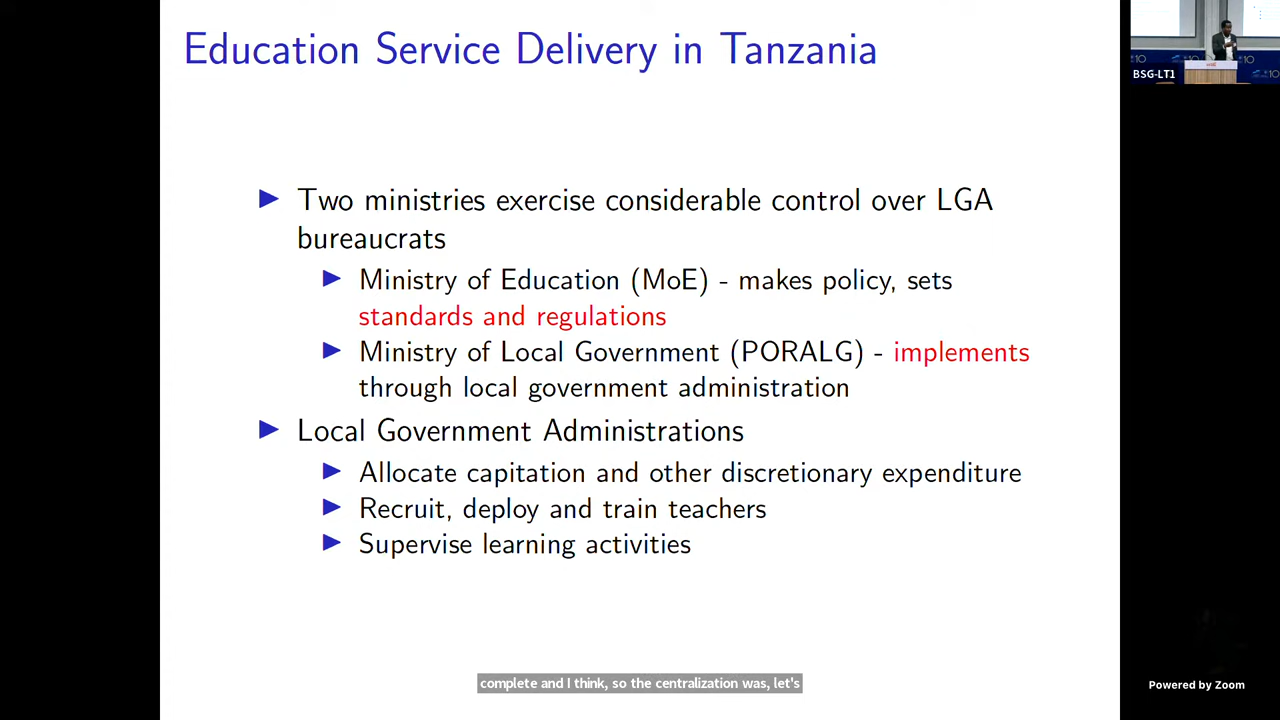 Education Service Delivery in Tanzania
Two ministries exercise considerable control over LGA
bureaucrats
Ministry of Education (MoE) - makes policy, sets
standards and regulations
Ministry of Local Government (PORALG) - implements
through local government administration
Local Government Administrations
Allocate capitation and other discretionary expenditure
Recruit, deploy and train teachers
Supervise learning activities
complete and I think, so the centralization was, let's
BSG-LT1
Powered by Zoom